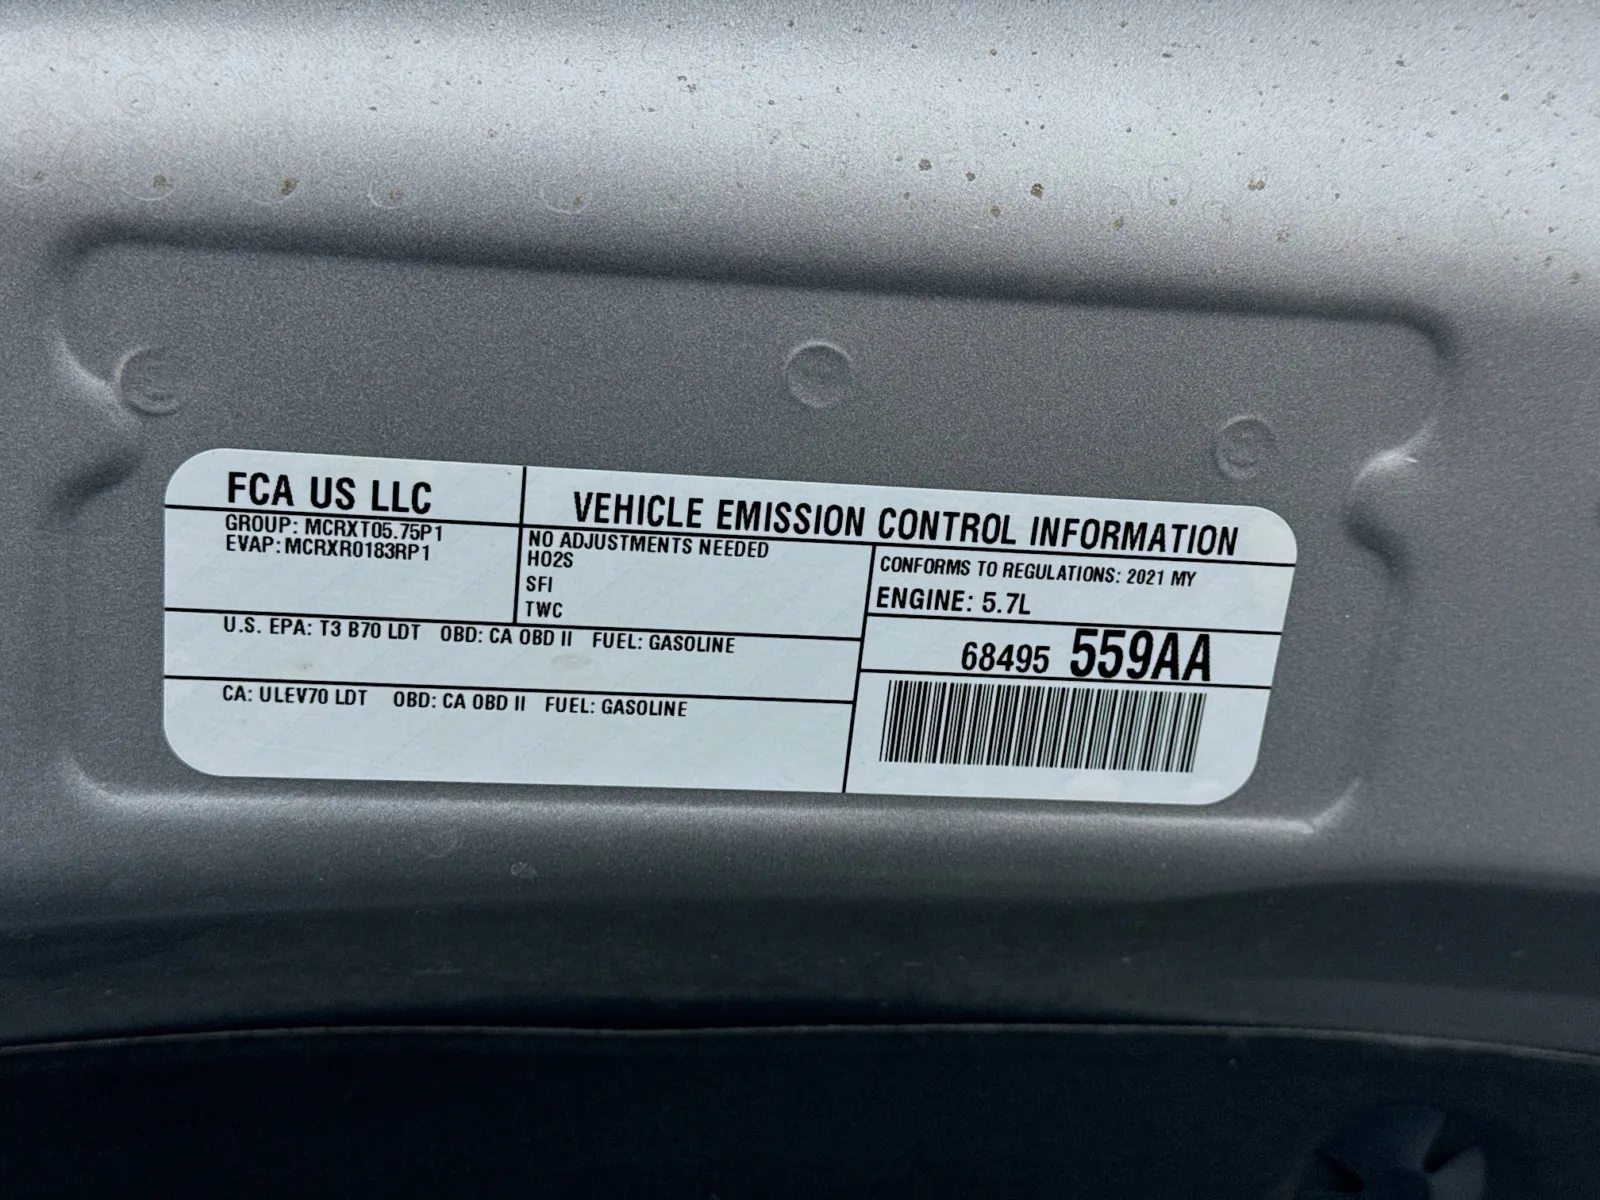 FCA US LLC
VEHICLE EMISSION CONTROL INFORMATION
GROUP: MCRXT05.75P1
EVAP: MCRXR0183RP1
NO ADJUSTMENTS NEEDED
HO2S
SFI
TWC
CONFORMS TO REGULATIONS: 2021 MY
ENGINE: 5.7L
U.S. EPA: T3 B70 LDT OBD: CA OBD II FUEL: GASOLINE
68495 559AA
CA: ULEV70 LDT OBD: CA OBD II FUEL: GASOLINE